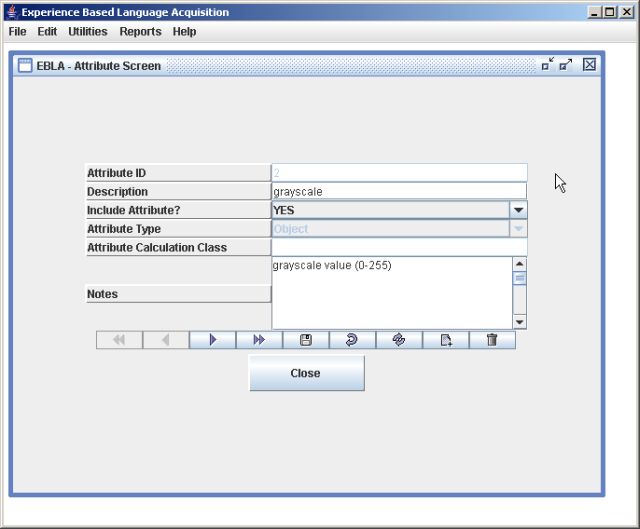 Experience Based Language Acquisition
File Edit Utilities Reports Help
EBLA - Attribute Screen
Attribute ID 2
Description grayscale
Include Attribute? YES
Attribute Type Object
Attribute Calculation Class
grayscale value (0-255)
Notes
Close